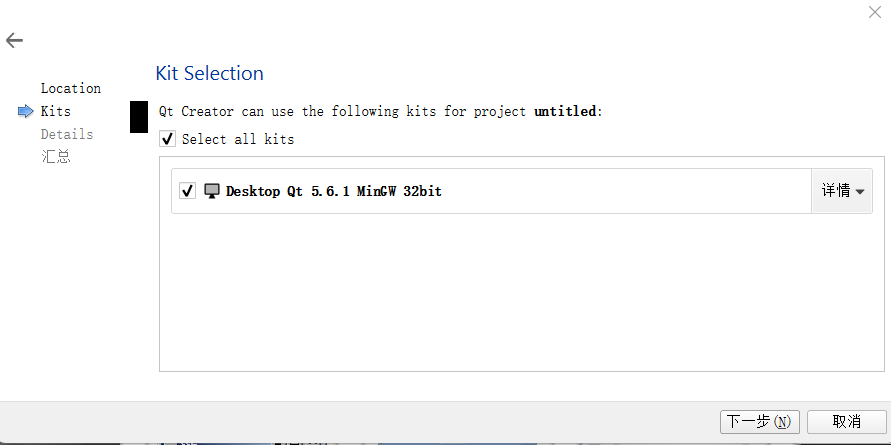 Kit Selection
Location
Kits
Details
汇总
Qt Creator can use the following kits for project untitled:
Select all kits
Desktop Qt 5.6.1 MinGW 32bit
详情
下一步(N)
取消